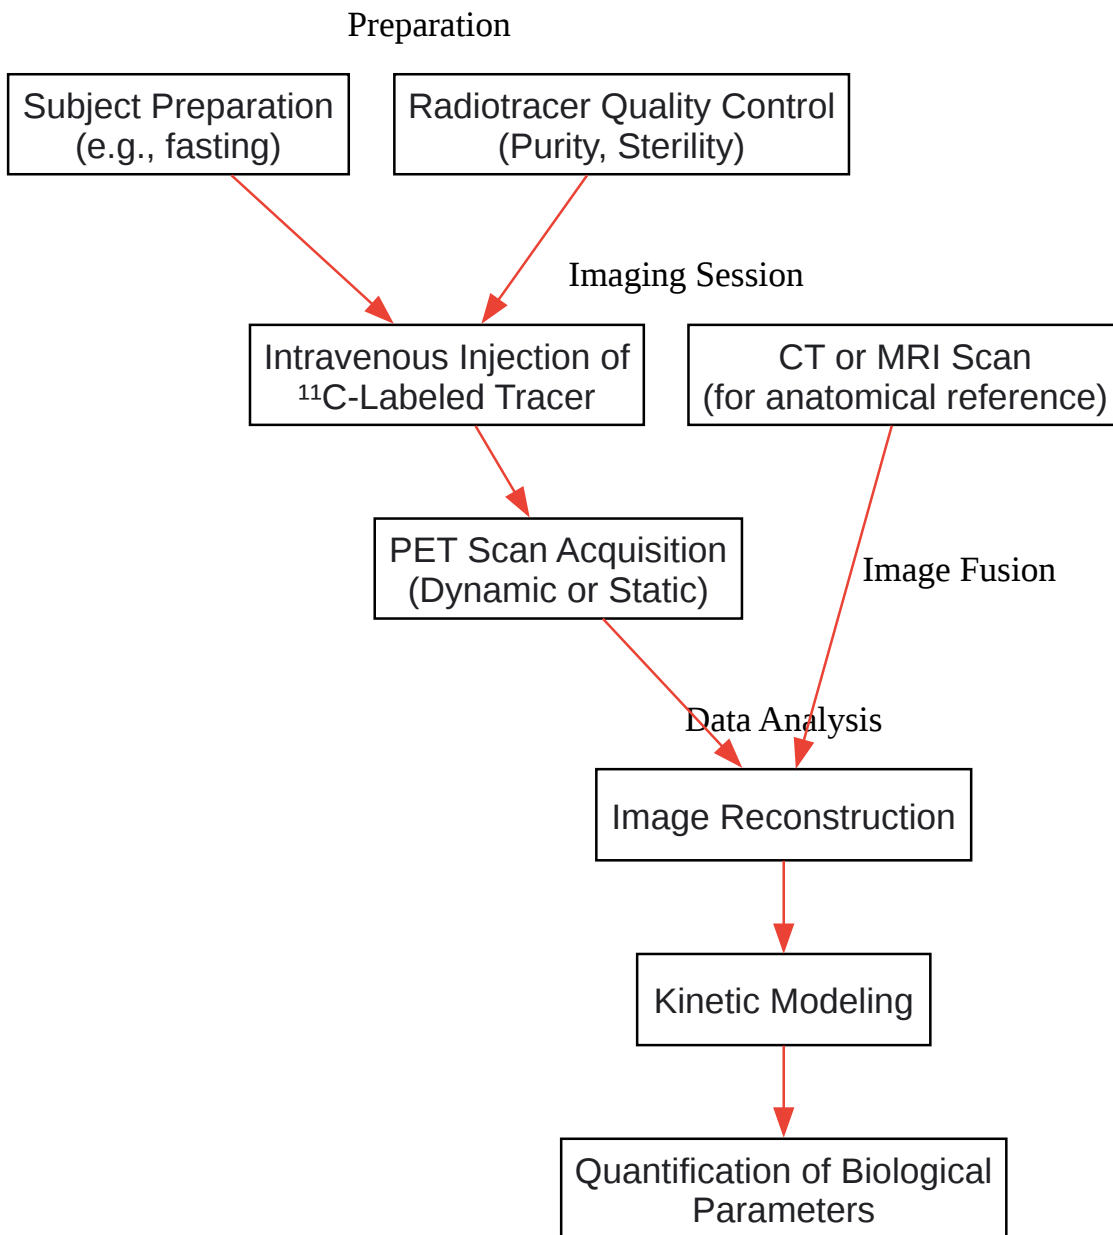 Preparation
Subject Preparation
(e.g., fasting)
Radiotracer Quality Control
(Purity, Sterility)
Imaging Session
Intravenous Injection of
¹¹C-Labeled Tracer
CT or MRI Scan
(for anatomical reference)
PET Scan Acquisition
(Dynamic or Static)
Image Fusion
Data Analysis
Image Reconstruction
Kinetic Modeling
Quantification of Biological
Parameters